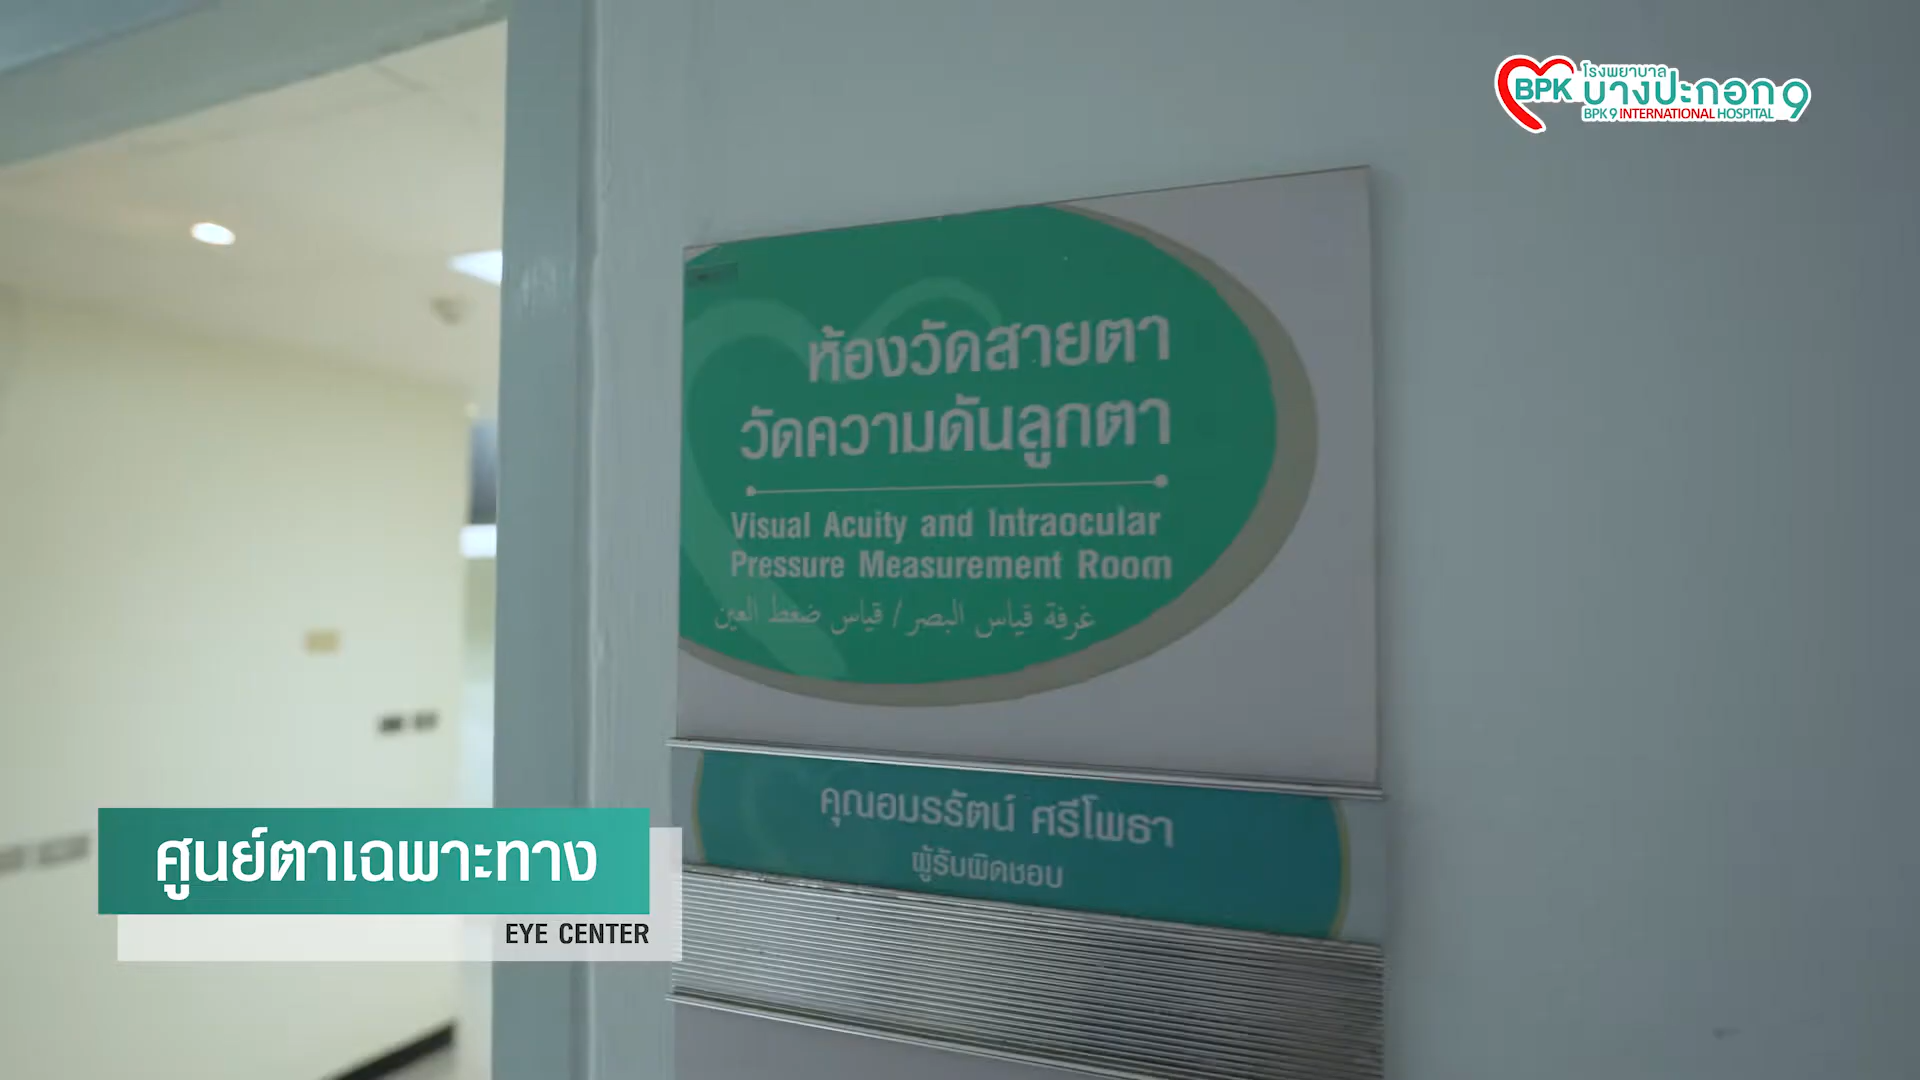 BPK
โรงพยาบาล
บางปะกอก 9
BPK 9 INTERNATIONAL HOSPITAL
ห้องวัดสายตา
วัดความดันลูกตา
Visual Acuity and Intraocular
Pressure Measurement Room
غرفة قياس البصر / قياس ضغط العين
คุณอมรรัตน์ ศรีโพธา
ผู้รับผิดชอบ
ศูนย์ตาเฉพาะทาง
EYE CENTER